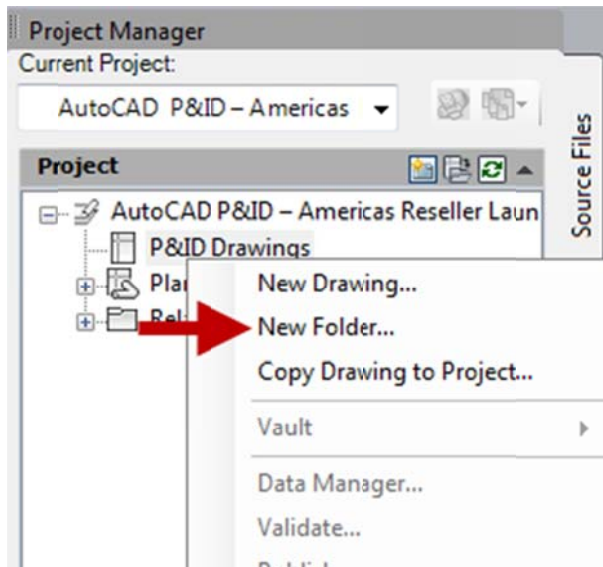 Project Manager
Current Project:
AutoCAD P&ID – Americas
Source Files
Project
AutoCAD P&ID – Americas Reseller Laun
P&ID Drawings
New Drawing...
New Folder...
Copy Drawing to Project...
Vault
Data Manager...
Validate...